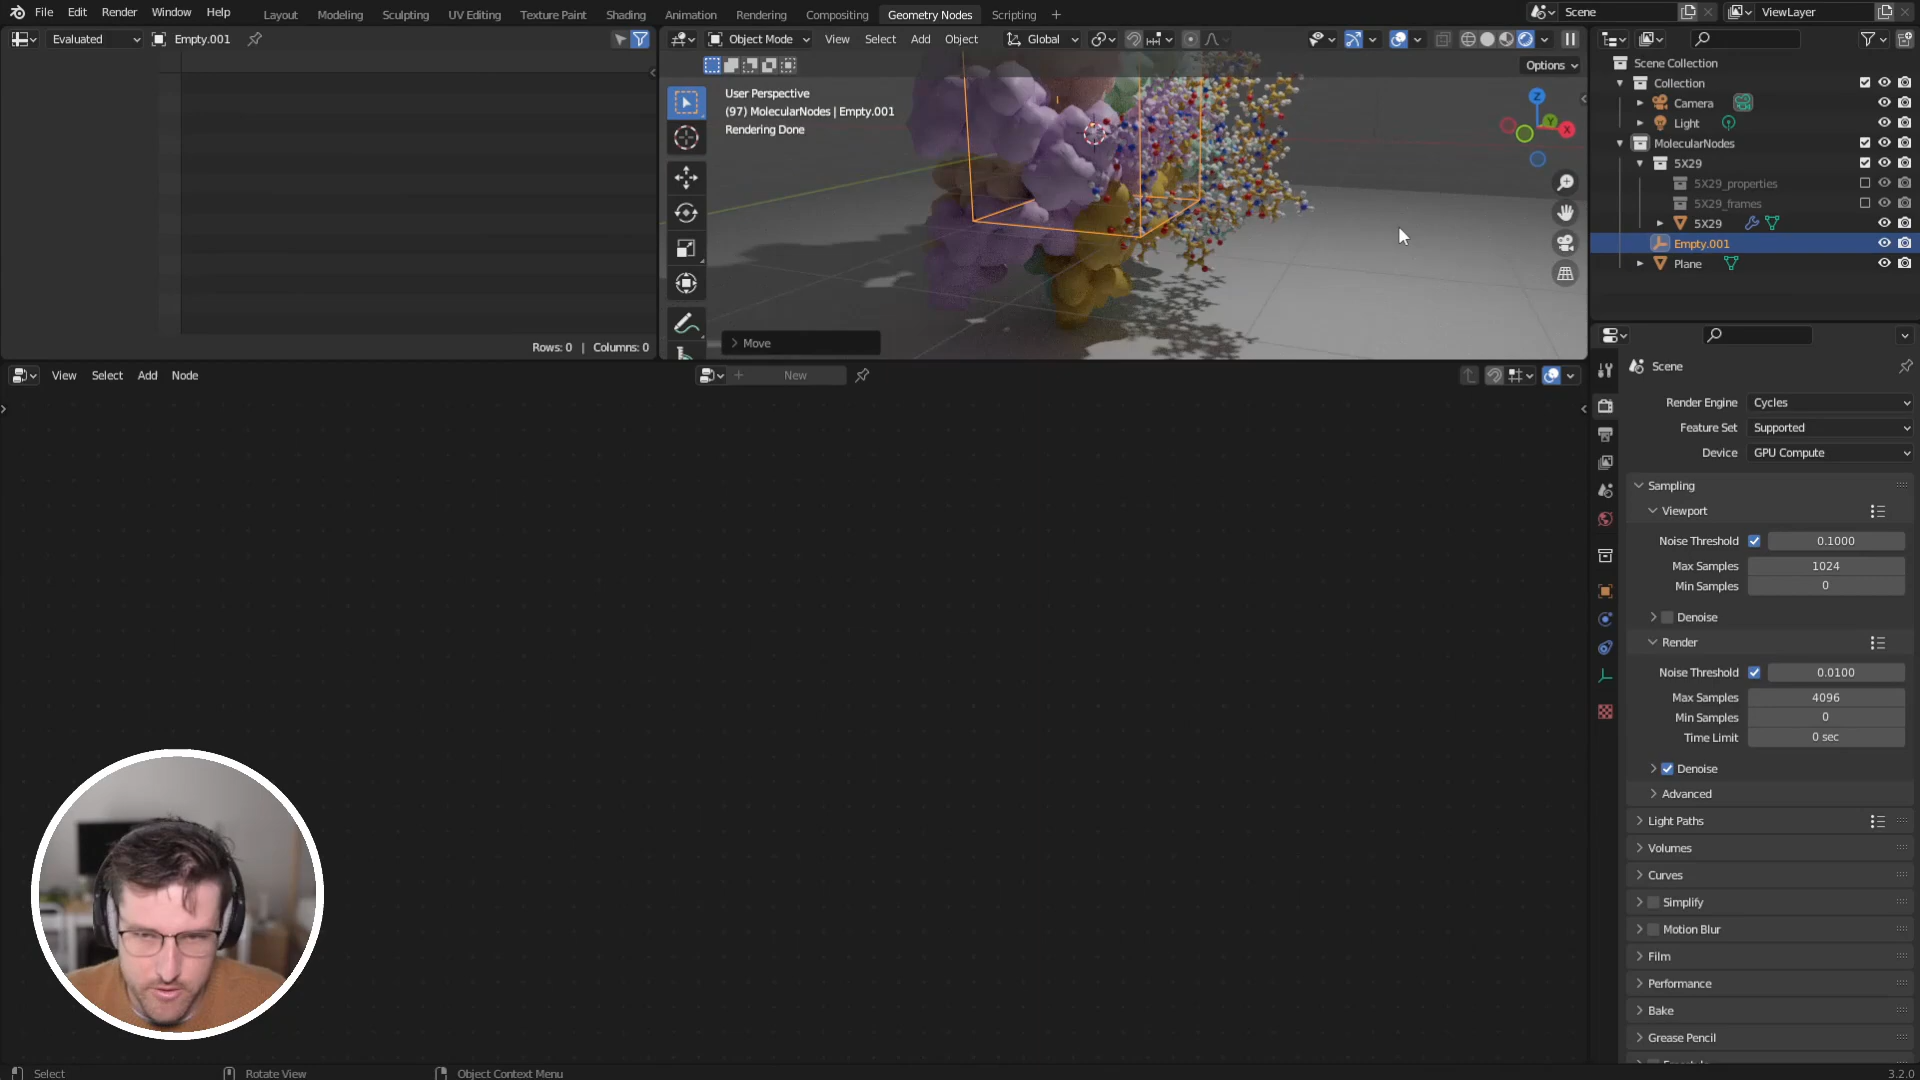 File Edit Render Window Help Layout Modeling Sculpting UV Editing Texture Paint Shading Animation Rendering Compositing Geometry Nodes Scripting + Scene ViewLayer
Evaluated Empty.001 Object Mode View Select Add Object Global
Options
User Perspective
(97) MolecularNodes | Empty.001
Rendering Done
X
Y
Z
Move
Rows: 0 | Columns: 0
Scene Collection
Collection
Camera
Light
MolecularNodes
5X29
5X29_properties
5X29_frames
5X29
Empty.001
Plane
View Select Add Node New
Scene
Render Engine Cycles
Feature Set Supported
Device GPU Compute
Sampling
Viewport
Noise Threshold 0.1000
Max Samples 1024
Min Samples 0
Denoise
Render
Noise Threshold 0.0100
Max Samples 4096
Min Samples 0
Time Limit 0 sec
Denoise
Advanced
Light Paths
Volumes
Curves
Simplify
Motion Blur
Film
Performance
Bake
Grease Pencil
Select Rotate View Object Context Menu 3.2.0